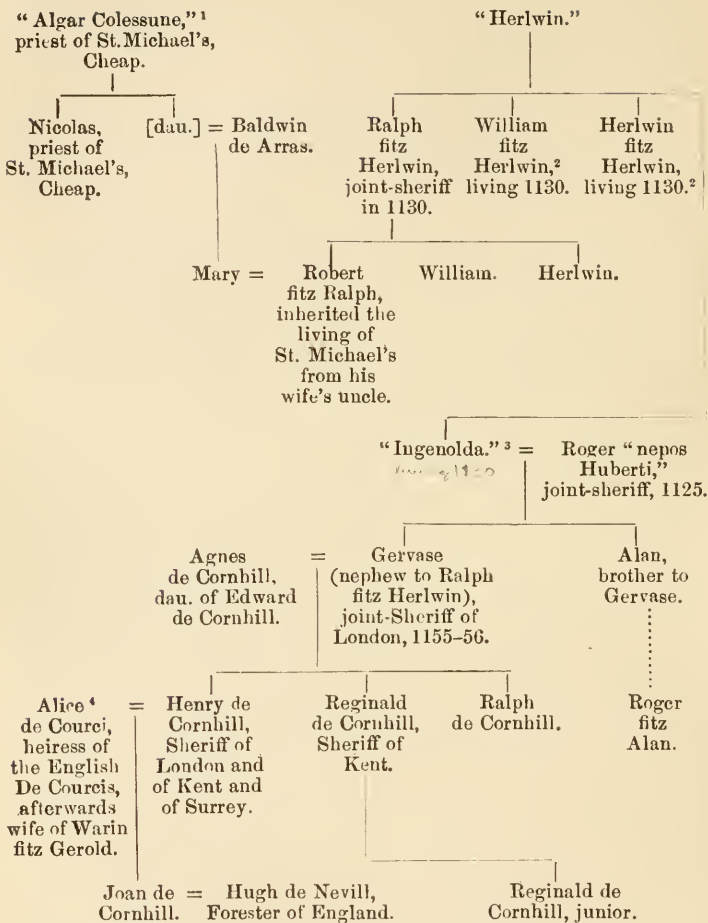 "Algar Colessune," 1
priest of St. Michael's,
Cheap.
"Herlwin."
Nicolas,
priest of
St. Michael's,
Cheap.
[dau.] = Baldwin
de Arras.
Ralph
fitz
Herlwin,
joint-sheriff
in 1130.
William
fitz
Herlwin,2
living 1130.
Herlwin
fitz
Herlwin,
living 1130.2
Mary =
Robert
fitz Ralph,
inherited the
living of
St. Michael's
from his
wife's uncle.
William.
Herlwin.
"Ingenolda." 3 =
Roger "nepos
Huberti,"
joint-sheriff, 1125.
Agnes
de Cornhill,
dau. of Edward
de Cornhill.
=
Gervase
(nephew to Ralph
fitz Herlwin),
joint-Sheriff of
London, 1155-56.
Alan,
brother to
Gervase.
Alice 4
de Courci,
heiress of
the English
De Courcis,
afterwards
wife of Warin
fitz Gerold.
=
Henry de
Cornhill,
Sheriff of
London and
of Kent and
of Surrey.
Reginald
de Cornhill,
Sheriff of
Kent.
Ralph
de Cornhill.
Roger
fitz
Alan.
Joan de
Cornhill.
=
Hugh de Nevill,
Forester of England.
Reginald de
Cornhill, junior.